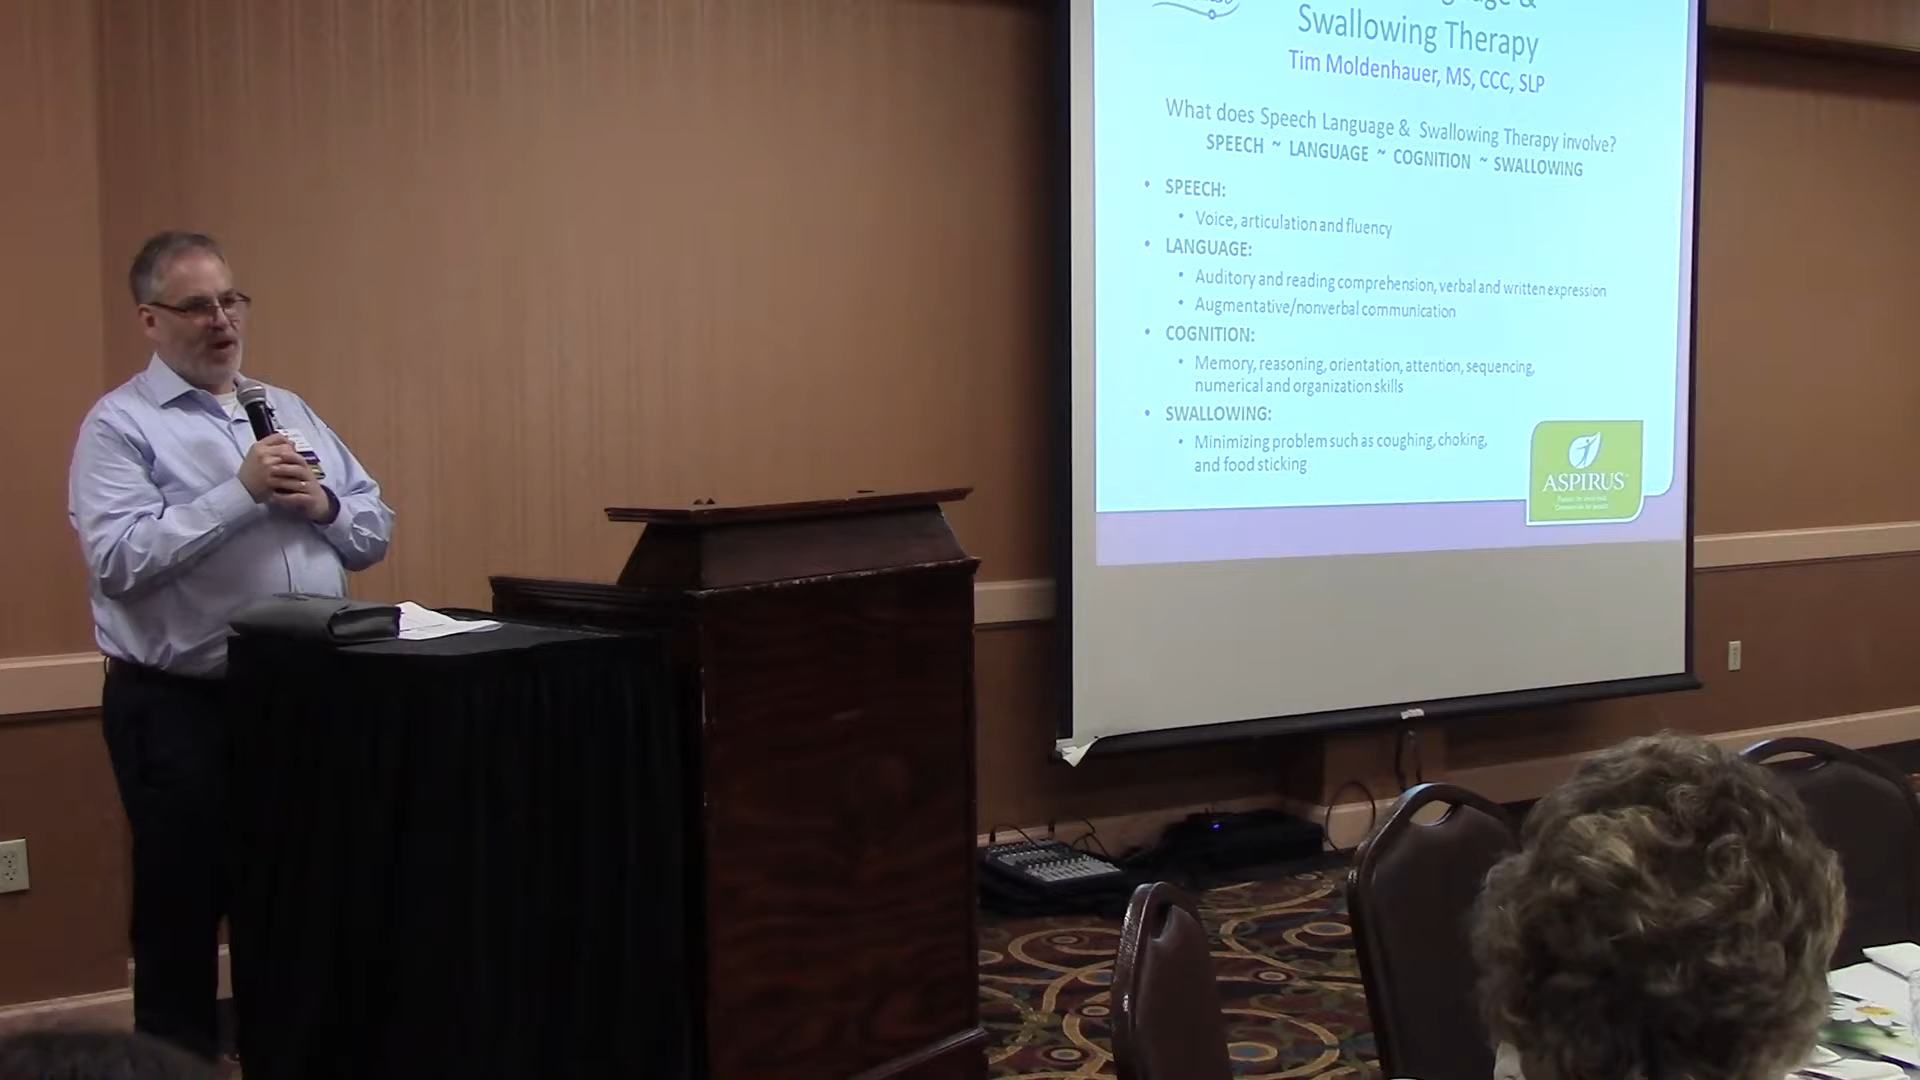 &
Swallowing Therapy
Tim Moldenhauer, MS, CCC, SLP
What does Speech Language & Swallowing Therapy involve?
SPEECH ~ LANGUAGE ~ COGNITION ~ SWALLOWING
• SPEECH:
• Voice, articulation and fluency
• LANGUAGE:
• Auditory and reading comprehension, verbal and written expression
• Augmentative/nonverbal communication
• COGNITION:
• Memory, reasoning, orientation, attention, sequencing,
numerical and organization skills
• SWALLOWING:
• Minimizing problem such as coughing, choking,
and food sticking
ASPIRUS